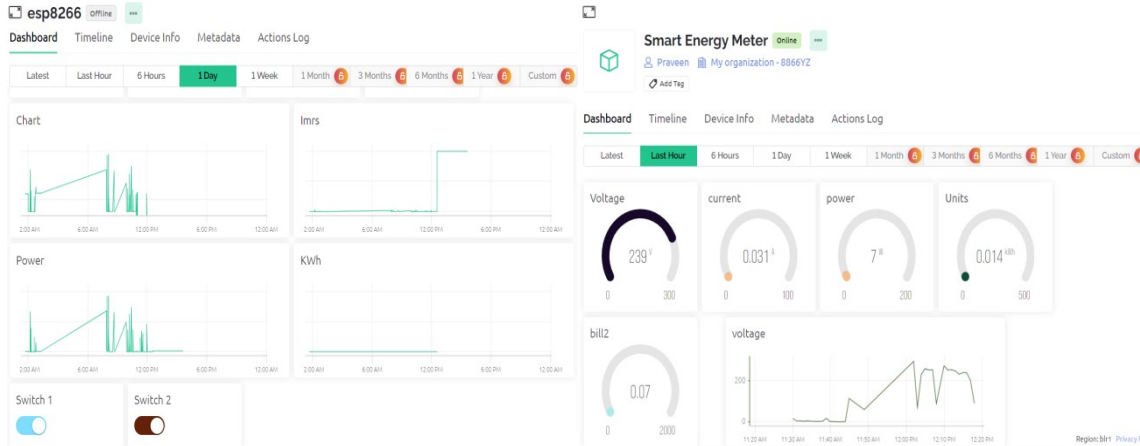 esp8266 Offline
Dashboard Timeline Device Info Metadata Actions Log
Latest Last Hour 6 Hours 1 Day 1 Week 1 Month 3 Months 6 Months 1 Year Custom
Chart
2:00 AM 6:00 AM 12:00 PM 6:00 PM 12:00 AM
Imrs
2:00 AM 6:00 AM 12:00 PM 6:00 PM 12:00 AM
Power
2:00 AM 6:00 AM 12:00 PM 6:00 PM 12:00 AM
KWh
2:00 AM 6:00 AM 12:00 PM 6:00 PM 12:00 AM
Switch 1 Switch 2
Smart Energy Meter Online
Praveen My organization - 8866YZ
Add Tag
Dashboard Timeline Device Info Metadata Actions Log
Latest Last Hour 6 Hours 1 Day 1 Week 1 Month 3 Months 6 Months 1 Year Custom
Voltage current power Units
239 V 0.031 A 7 W 0.014 kWh
0 300 0 100 0 200 0 500
bill2 voltage
0.07
0 2000
200
0
11:20 AM 11:30 AM 11:40 AM 11:50 AM 12:00 PM 12:10 PM 12:20 PM
Region: blr1 Privacy